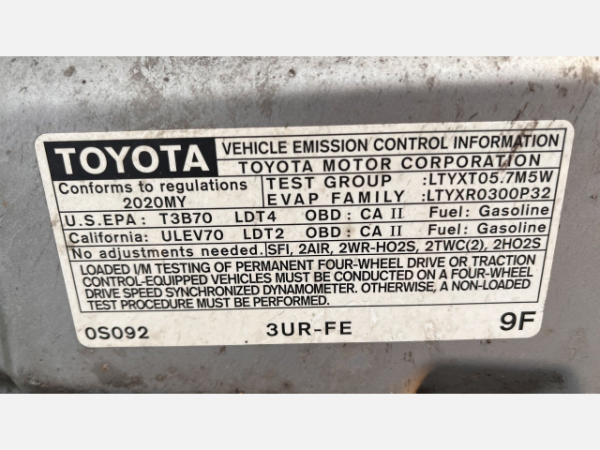 TOYOTA VEHICLE EMISSION CONTROL INFORMATION
TOYOTA MOTOR CORPORATION
Conforms to regulations
2020MY
TEST GROUP :LTYXT05.7M5W
EVAP FAMILY:LTYXR0300P32
U.S.EPA: T3B70 LDT4 OBD: CA II Fuel: Gasoline
California: ULEV70 LDT2 OBD: CA II Fuel: Gasoline
No adjustments needed. SFI, 2AIR, 2WR-HO2S, 2TWC(2), 2HO2S
LOADED I/M TESTING OF PERMANENT FOUR-WHEEL DRIVE OR TRACTION
CONTROL-EQUIPPED VEHICLES MUST BE CONDUCTED ON A FOUR-WHEEL
DRIVE SPEED SYNCHRONIZED DYNAMOMETER. OTHERWISE, A NON-LOADED
TEST PROCEDURE MUST BE PERFORMED.
0S092 3UR-FE 9F